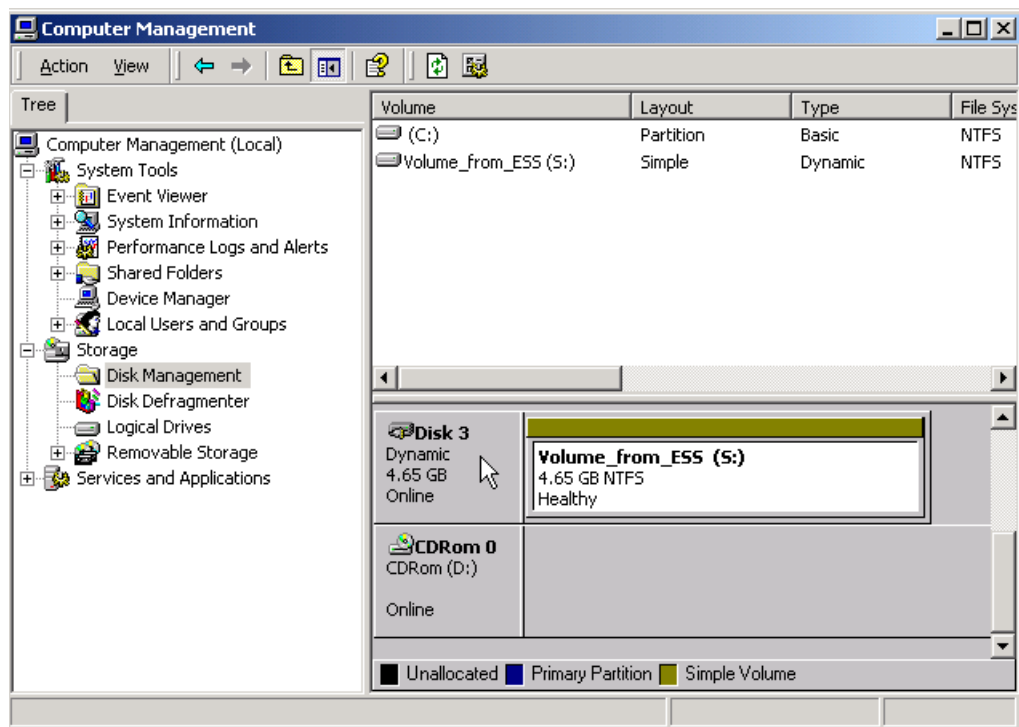 Computer Management
Action View
Tree
Computer Management (Local)
System Tools
Event Viewer
System Information
Performance Logs and Alerts
Shared Folders
Device Manager
Local Users and Groups
Storage
Disk Management
Disk Defragmenter
Logical Drives
Removable Storage
Services and Applications
Volume Layout Type File Sys
(C:) Partition Basic NTFS
Volume_from_ESS (S:) Simple Dynamic NTFS
Disk 3
Dynamic
4.65 GB
Online
Volume_from_ESS (S:)
4.65 GB NTFS
Healthy
CDRom 0
CDRom (D:)
Online
Unallocated Primary Partition Simple Volume